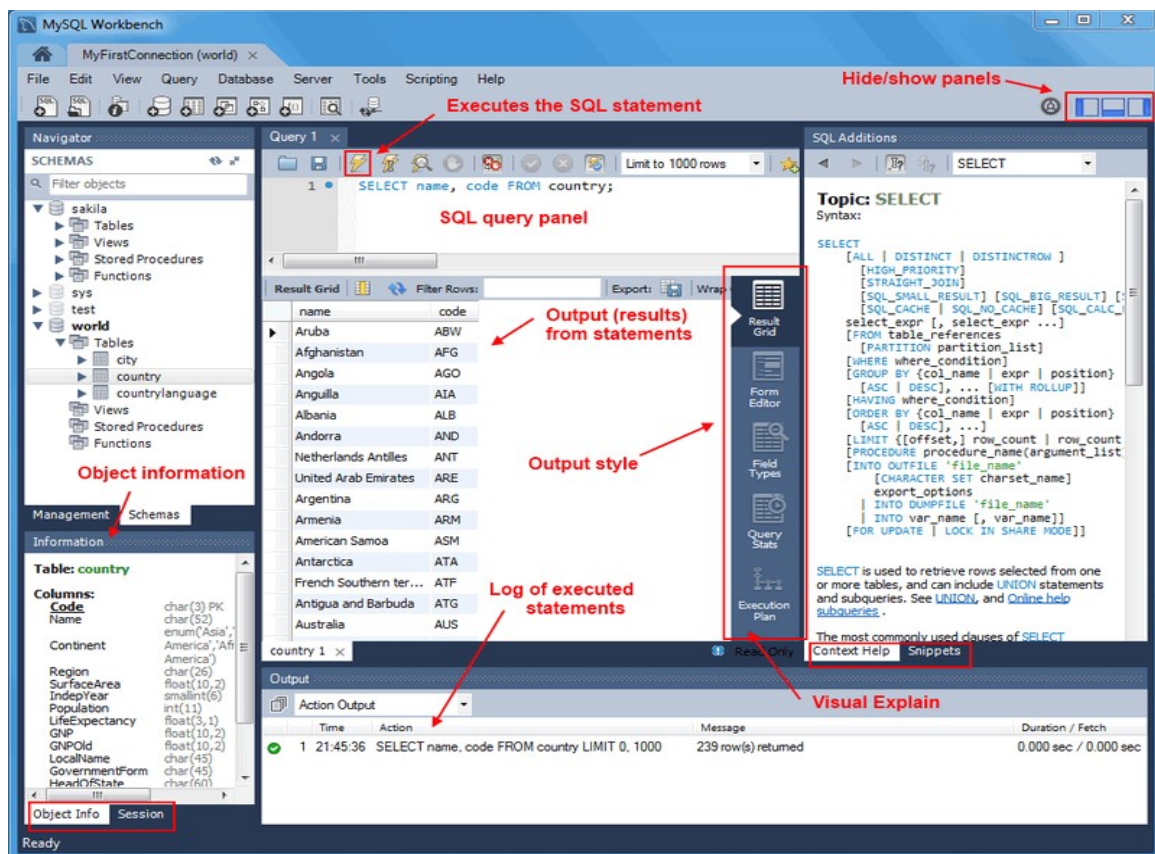 MySQL Workbench
MyFirstConnection (world)
File Edit View Query Database Server Tools Scripting Help
Hide/show panels
Executes the SQL statement
Navigator
SCHEMAS
Filter objects
sakila
Tables
Views
Stored Procedures
Functions
sys
test
world
Tables
city
country
countrylanguage
Views
Stored Procedures
Functions
Object information
Management Schemas
Information
Table: country
Columns:
Code char(3) PK
Name char(52)
Continent enum('Asia','
America','Afr
America')
Region char(26)
SurfaceArea float(10,2)
IndepYear smallint(6)
Population int(11)
LifeExpectancy float(3,1)
GNP float(10,2)
GNPOld float(10,2)
LocalName char(45)
GovernmentForm char(45)
HeadOfState char(60)
Object Info Session
Ready
Query 1
Limit to 1000 rows
1 SELECT name, code FROM country;
SQL query panel
Result Grid Filter Rows: Export: Wrap
name code
Aruba ABW
Afghanistan AFG
Angola AGO
Anguilla AIA
Albania ALB
Andorra AND
Netherlands Antilles ANT
United Arab Emirates ARE
Argentina ARG
Armenia ARM
American Samoa ASM
Antarctica ATA
French Southern ter... ATF
Antigua and Barbuda ATG
Australia AUS
Output (results)
from statements
Output style
Log of executed
statements
Result
Grid
Form
Editor
Field
Types
Query
Stats
Execution
Plan
country 1 Read Only
SQL Additions
SELECT
Topic: SELECT
Syntax:
SELECT
[ALL | DISTINCT | DISTINCTROW ]
[HIGH_PRIORITY]
[STRAIGHT_JOIN]
[SQL_SMALL_RESULT] [SQL_BIG_RESULT] [S
[SQL_CACHE | SQL_NO_CACHE] [SQL_CALC_
select_expr [, select_expr ...]
[FROM table_references
[PARTITION partition_list]
[WHERE where_condition]
[GROUP BY {col_name | expr | position}
[ASC | DESC], ... [WITH ROLLUP]]
[HAVING where_condition]
[ORDER BY {col_name | expr | position}
[ASC | DESC], ...]
[LIMIT {[offset,] row_count | row_count
[PROCEDURE procedure_name(argument_list)
[INTO OUTFILE 'file_name'
[CHARACTER SET charset_name]
export_options
| INTO DUMPFILE 'file_name'
| INTO var_name [, var_name]]
[FOR UPDATE | LOCK IN SHARE MODE]]
SELECT is used to retrieve rows selected from one
or more tables, and can include UNION statements
and subqueries. See UNION, and Online help
subqueries .
The most commonly used clauses of SELECT
Context Help Snippets
Visual Explain
Output
Action Output
Time Action Message Duration / Fetch
1 21:45:36 SELECT name, code FROM country LIMIT 0, 1000 239 row(s) returned 0.000 sec / 0.000 sec